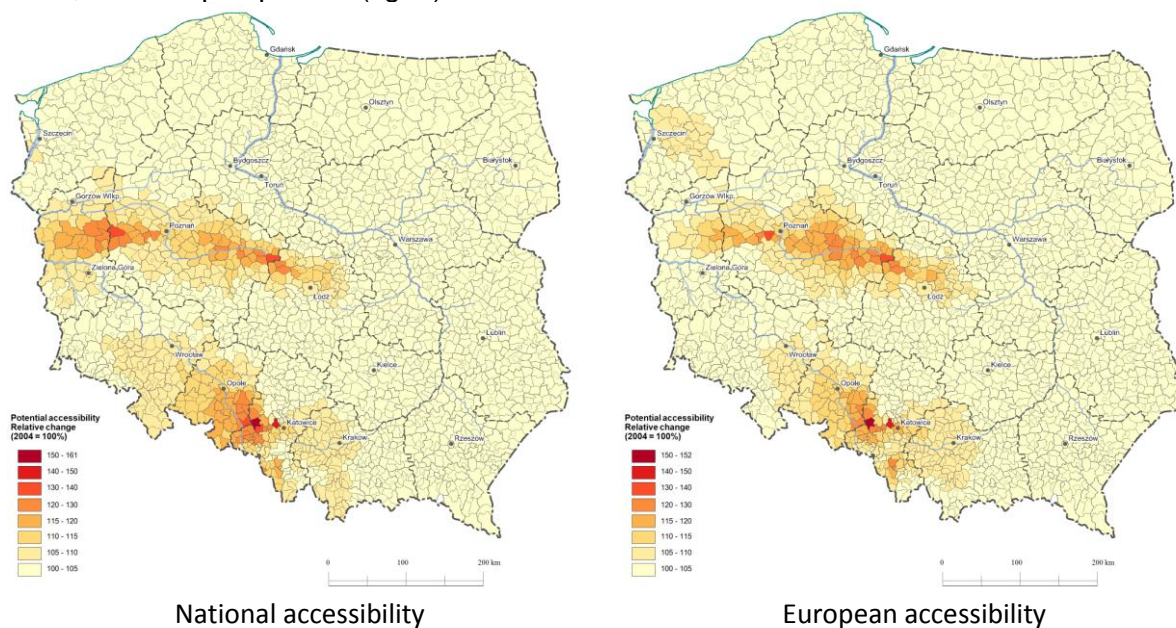 Gdańsk
Olsztyn
Szczecin
Bydgoszcz
Białystok
Toruń
Gorzów Wlkp.
Poznań
Warszawa
Zielona Góra
Łódź
Lublin
Wrocław
Kielce
Opole
Katowice
Kraków
Rzeszów
Potencial accessibility
Relative change
(2004 = 100%)
150 - 161
140 - 150
130 - 140
120 - 130
115 - 120
110 - 115
105 - 110
100 - 105
0 100 200 km
National accessibility
Gdańsk
Olsztyn
Szczecin
Bydgoszcz
Białystok
Toruń
Gorzów Wlkp.
Poznań
Warszawa
Zielona Góra
Łódź
Lublin
Wrocław
Kielce
Opole
Katowice
Kraków
Rzeszów
Potencial accessibility
Relative change
(2004 = 100%)
150 - 152
140 - 150
130 - 140
120 - 130
115 - 120
110 - 115
105 - 110
100 - 105
0 100 200 km
European accessibility